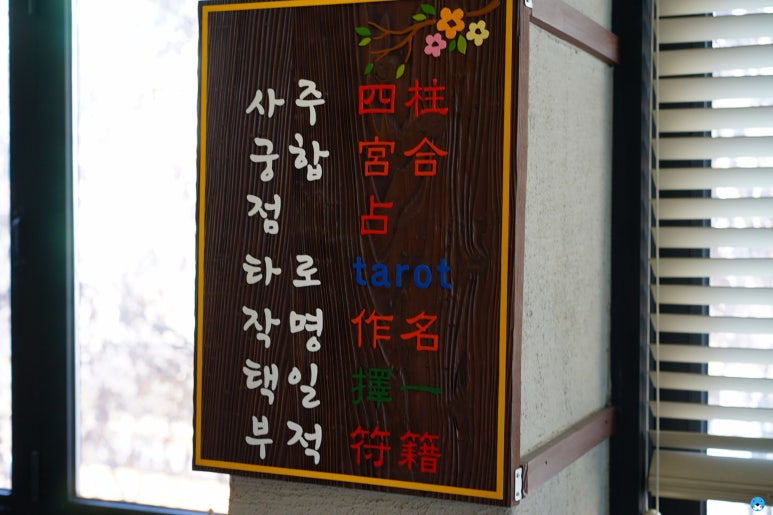 사주 四柱
궁합 宮合
점 占
타로 tarot
작명 作名
택일 擇一
부적 符籍